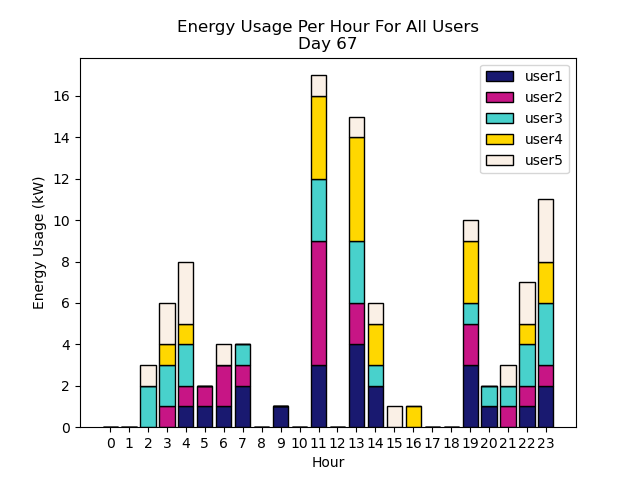 Energy Usage Per Hour For All Users
Day 67
user1
user2
user3
user4
user5
Energy Usage (kW)
16
14
12
10
8
6
4
2
0
0 1 2 3 4 5 6 7 8 9 10 11 12 13 14 15 16 17 18 19 20 21 22 23
Hour